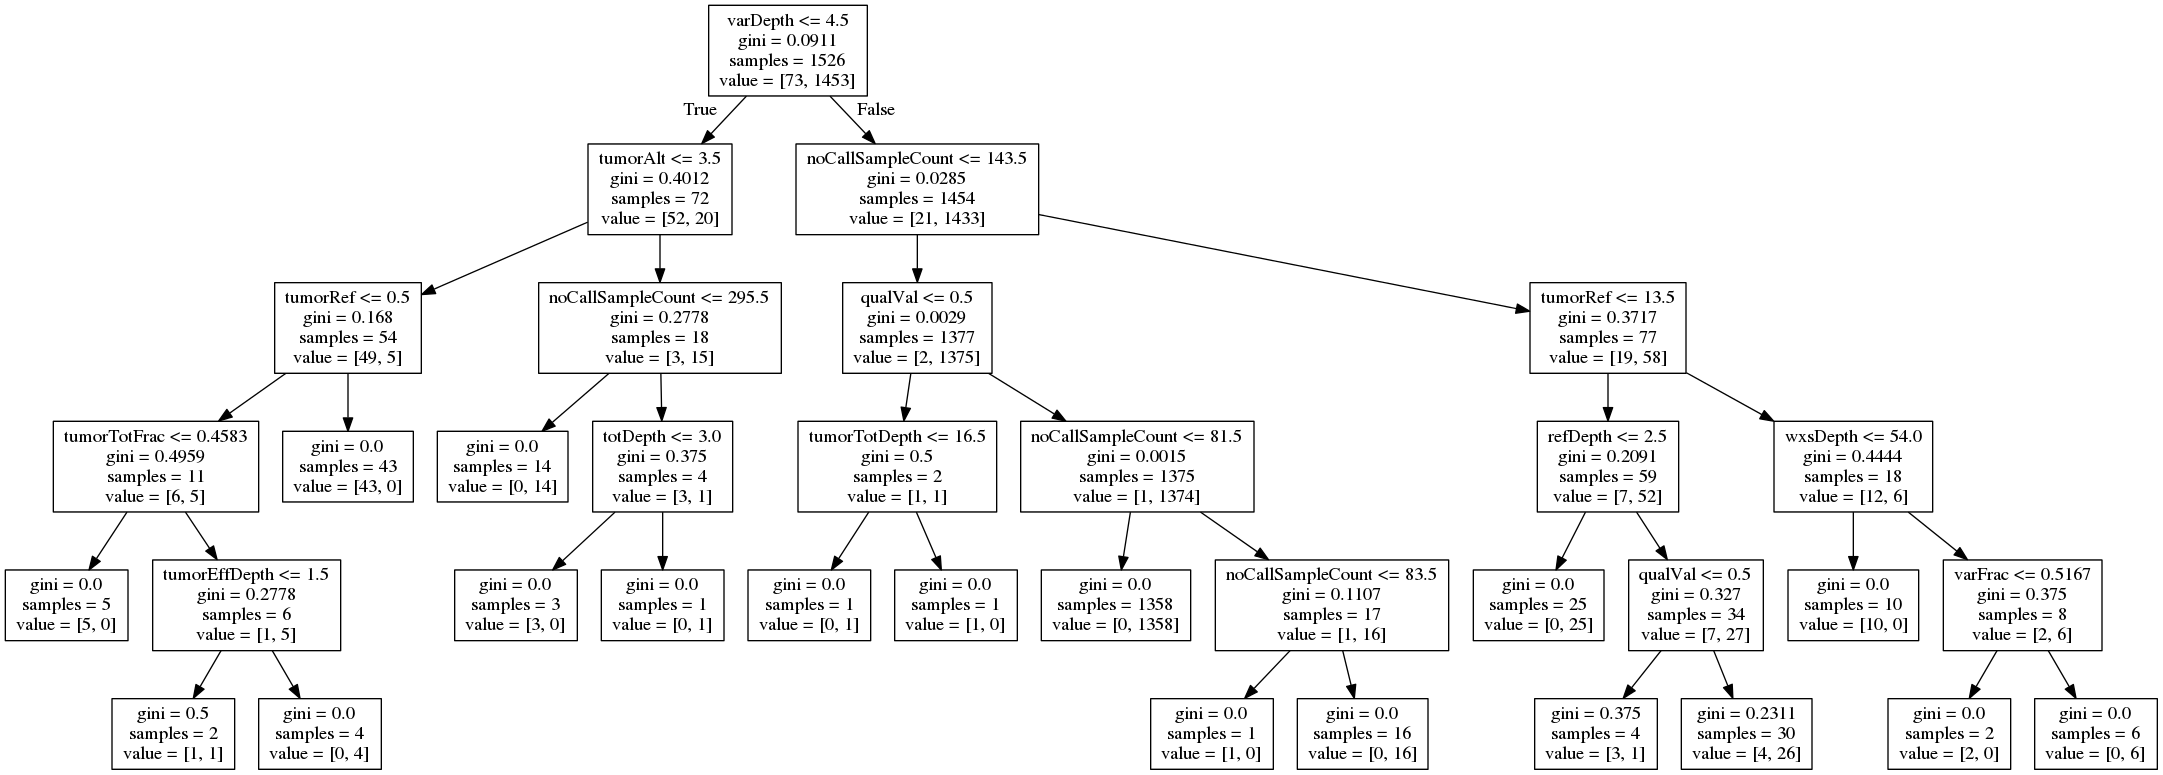 varDepth <= 4.5
gini = 0.0911
samples = 1526
value = [73, 1453]
True
False
tumorAlt <= 3.5
gini = 0.4012
samples = 72
value = [52, 20]
noCallSampleCount <= 143.5
gini = 0.0285
samples = 1454
value = [21, 1433]
tumorRef <= 0.5
gini = 0.168
samples = 54
value = [49, 5]
noCallSampleCount <= 295.5
gini = 0.2778
samples = 18
value = [3, 15]
qualVal <= 0.5
gini = 0.0029
samples = 1377
value = [2, 1375]
tumorRef <= 13.5
gini = 0.3717
samples = 77
value = [19, 58]
tumorTotFrac <= 0.4583
gini = 0.4959
samples = 11
value = [6, 5]
gini = 0.0
samples = 43
value = [43, 0]
gini = 0.0
samples = 14
value = [0, 14]
totDepth <= 3.0
gini = 0.375
samples = 4
value = [3, 1]
tumorTotDepth <= 16.5
gini = 0.5
samples = 2
value = [1, 1]
noCallSampleCount <= 81.5
gini = 0.0015
samples = 1375
value = [1, 1374]
refDepth <= 2.5
gini = 0.2091
samples = 59
value = [7, 52]
wxsDepth <= 54.0
gini = 0.4444
samples = 18
value = [12, 6]
gini = 0.0
samples = 5
value = [5, 0]
tumorEffDepth <= 1.5
gini = 0.2778
samples = 6
value = [1, 5]
gini = 0.0
samples = 3
value = [3, 0]
gini = 0.0
samples = 1
value = [0, 1]
gini = 0.0
samples = 1
value = [0, 1]
gini = 0.0
samples = 1
value = [1, 0]
gini = 0.0
samples = 1358
value = [0, 1358]
noCallSampleCount <= 83.5
gini = 0.1107
samples = 17
value = [1, 16]
gini = 0.0
samples = 25
value = [0, 25]
qualVal <= 0.5
gini = 0.327
samples = 34
value = [7, 27]
gini = 0.0
samples = 10
value = [10, 0]
varFrac <= 0.5167
gini = 0.375
samples = 8
value = [2, 6]
gini = 0.5
samples = 2
value = [1, 1]
gini = 0.0
samples = 4
value = [0, 4]
gini = 0.0
samples = 1
value = [1, 0]
gini = 0.0
samples = 16
value = [0, 16]
gini = 0.375
samples = 4
value = [3, 1]
gini = 0.2311
samples = 30
value = [4, 26]
gini = 0.0
samples = 2
value = [2, 0]
gini = 0.0
samples = 6
value = [0, 6]